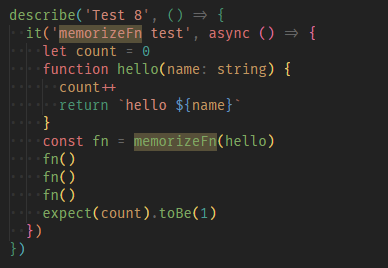 describe('Test 8', () => {
  it('memorizeFn test', async () => {
    let count = 0
    function hello(name: string) {
      count++
      return `hello ${name}`
    }
    const fn = memorizeFn(hello)
    fn()
    fn()
    fn()
    expect(count).toBe(1)
  })
})